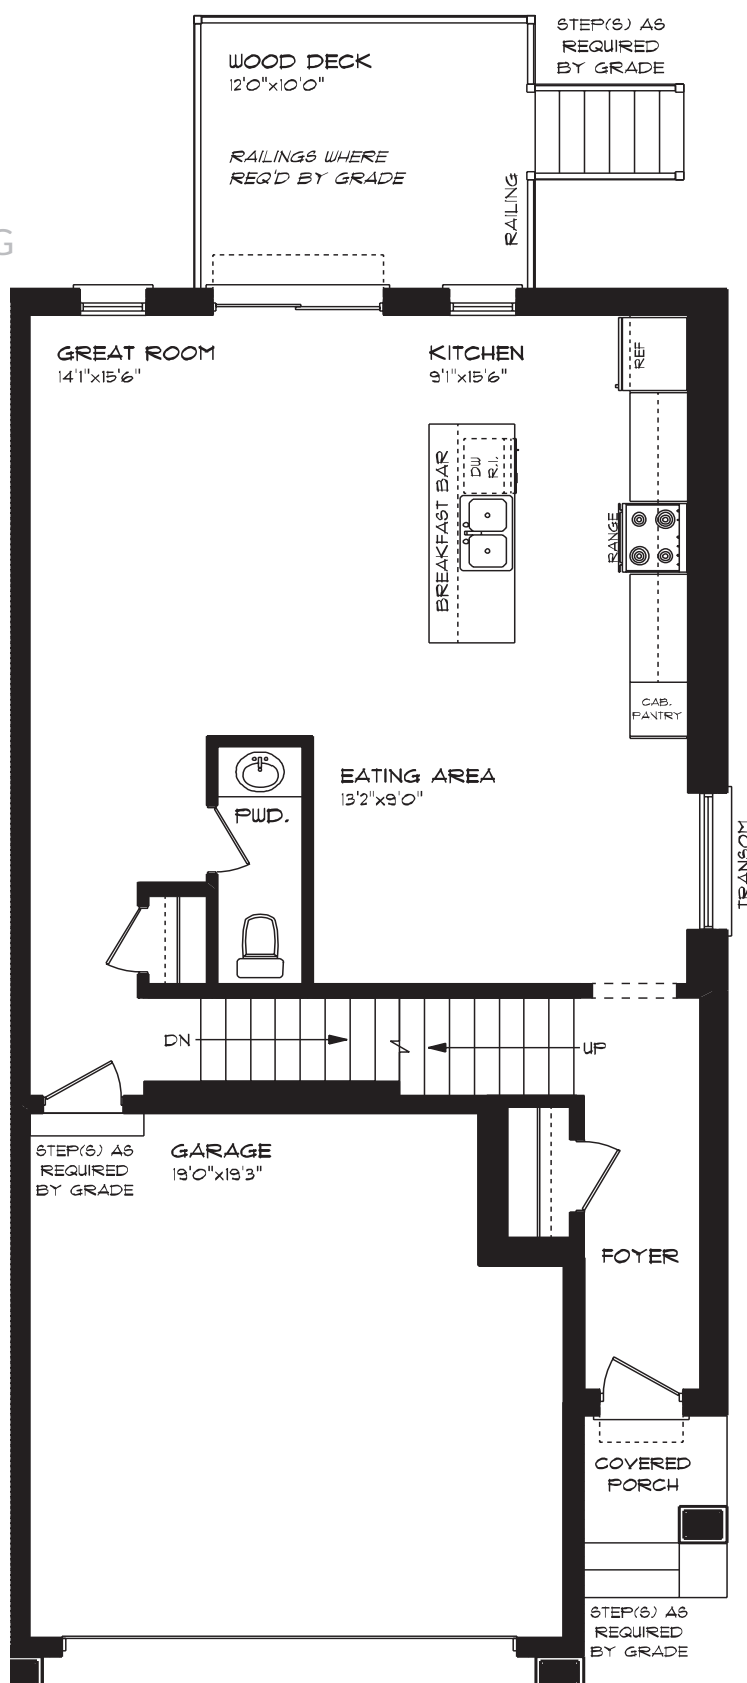 STEP(S) AS
REQUIRED
BY GRADE
WOOD DECK
12'0"x10'0"
RAILINGS WHERE
REQ'D BY GRADE
RAILING
G
GREAT ROOM
14'1"x15'6"
KITCHEN
9'1"x15'6"
REF
BREAKFAST BAR
DW
R.I.
RANGE
CAB.
PANTRY
EATING AREA
13'2"x9'0"
PWD.
TRANSOM
DN
UP
STEP(S) AS
REQUIRED
BY GRADE
GARAGE
19'0"x19'3"
FOYER
COVERED
PORCH
STEP(S) AS
REQUIRED
BY GRADE